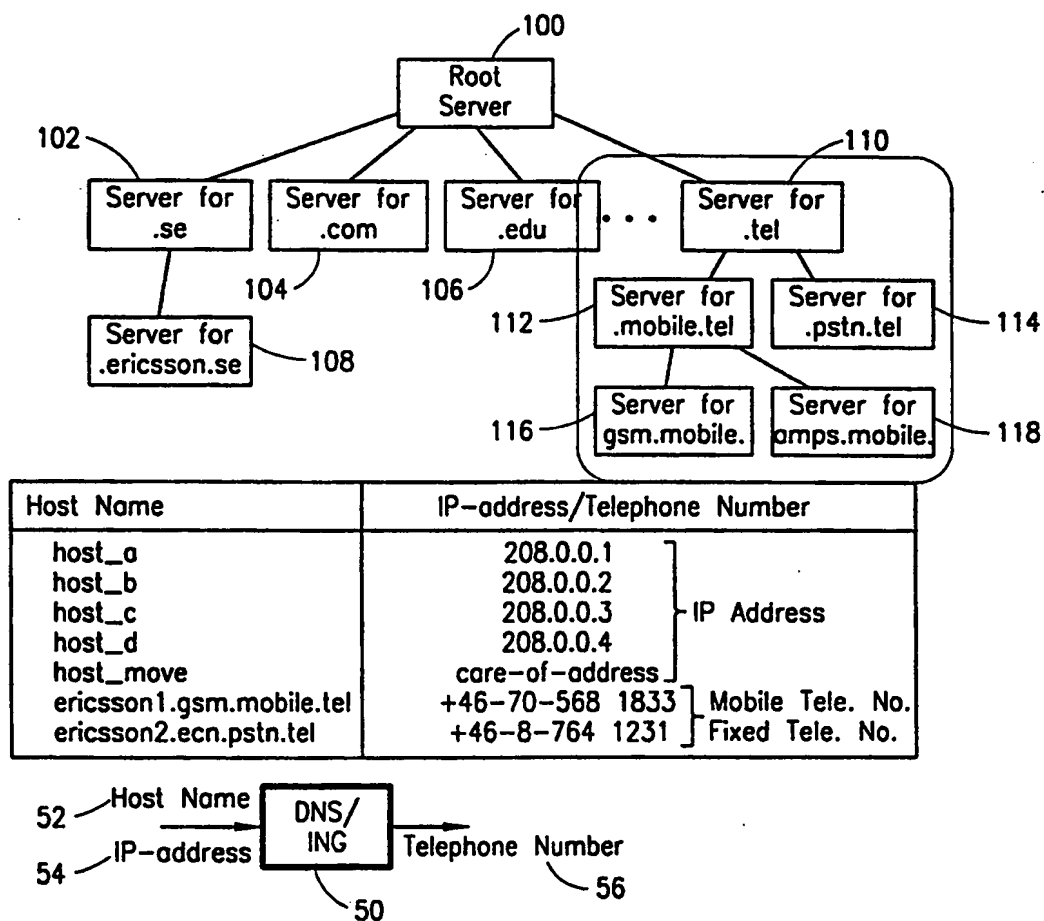 100
Root
Server
102
110
Server for
.se
Server for
.com
Server for
.edu
• • •
Server for
.tel
104
106
112
Server for
.mobile.tel
Server for
.pstn.tel
114
Server for
.ericsson.se
108
116
Server for
gsm.mobile.
Server for
amps.mobile.
118
Host Name IP-address/Telephone Number
host_a 208.0.0.1
host_b 208.0.0.2
host_c 208.0.0.3 IP Address
host_d 208.0.0.4
host_move care-of-address
ericsson1.gsm.mobile.tel +46-70-568 1833 Mobile Tele. No.
ericsson2.ecn.pstn.tel +46-8-764 1231 Fixed Tele. No.
52 Host Name
DNS/
ING
54 IP-address
Telephone Number
50
56